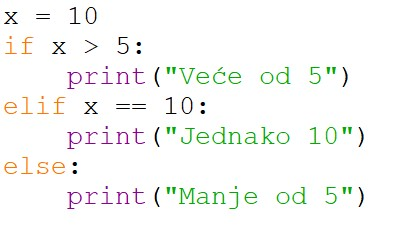 x = 10
if x > 5:
    print("Veće od 5")
elif x == 10:
    print("Jednako 10")
else:
    print("Manje od 5")